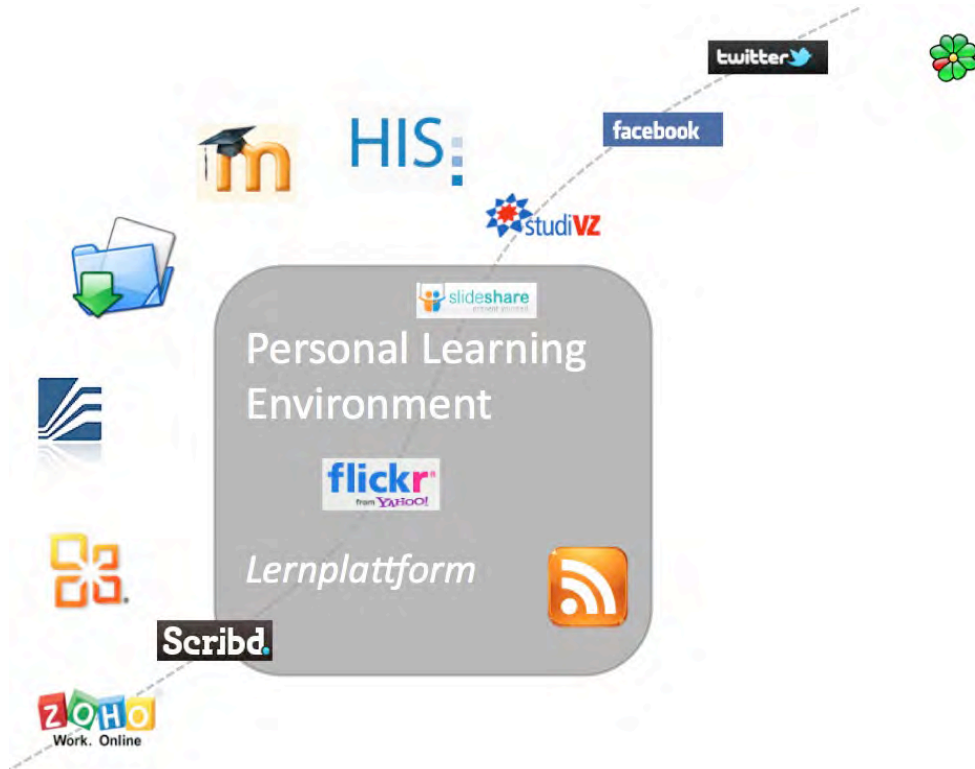 twitter
facebook
m
HIS
studiVZ
slideshare
Personal Learning
Environment
flickr
from YAHOO!
Lernplattform
Scribd.
ZOHO
Work. Online